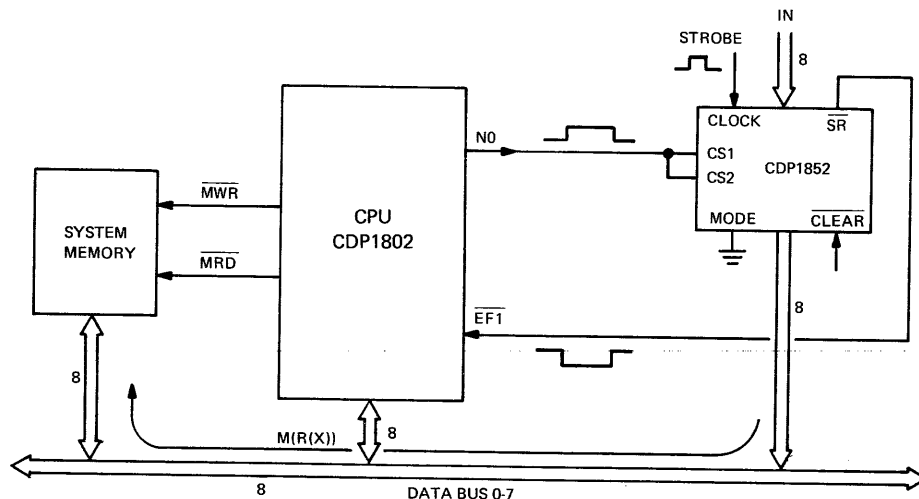 IN
STROBE
8
CLOCK
SR
N0
CS1
CS2
CDP1852
MWR
CPU
CDP1802
SYSTEM
MEMORY
MODE
CLEAR
MRD
EF1
8
8
M(R(X))
8
8
DATA BUS 0-7